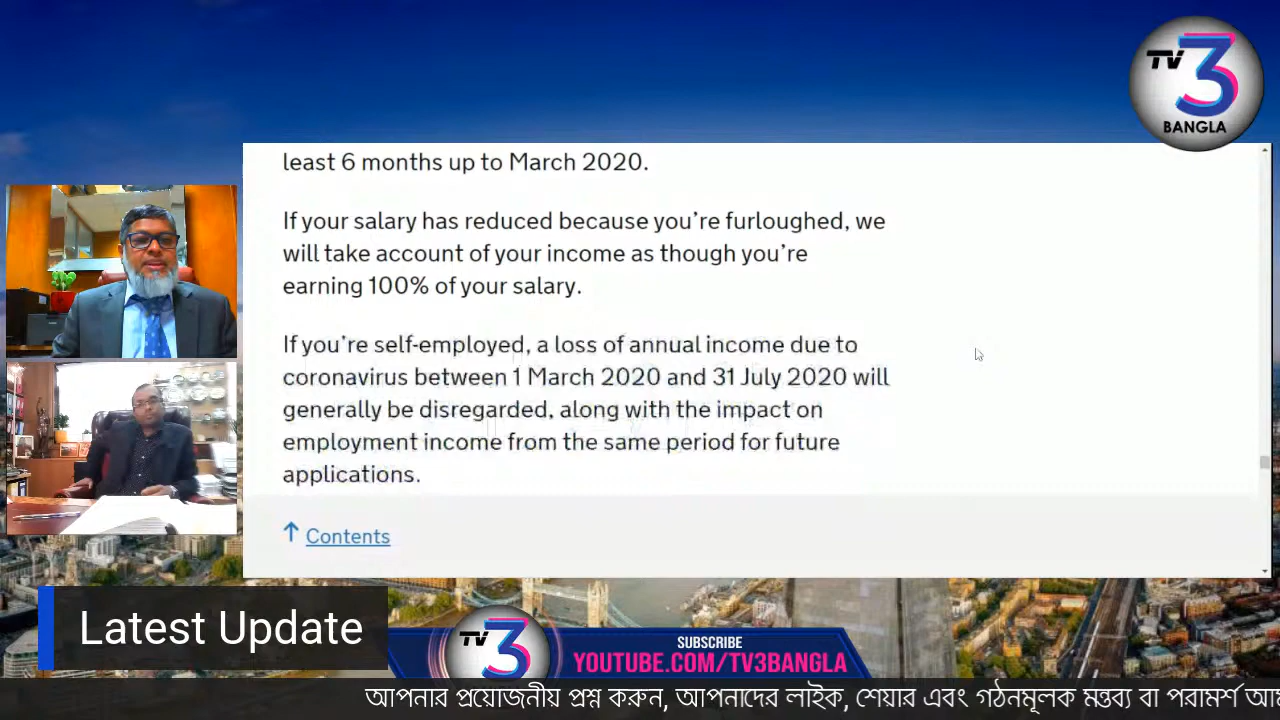 TV3
BANGLA
least 6 months up to March 2020.
If your salary has reduced because you’re furloughed, we
will take account of your income as though you’re
earning 100% of your salary.
If you’re self-employed, a loss of annual income due to
coronavirus between 1 March 2020 and 31 July 2020 will
generally be disregarded, along with the impact on
employment income from the same period for future
applications.
↑ Contents
Latest Update
TV3
SUBSCRIBE
YOUTUBE.COM/TV3BANGLA
আপনার প্রয়োজনীয় প্রশ্ন করুন, আপনাদের লাইক, শেয়ার এবং গঠনমূলক মন্তব্য বা পরামর্শ